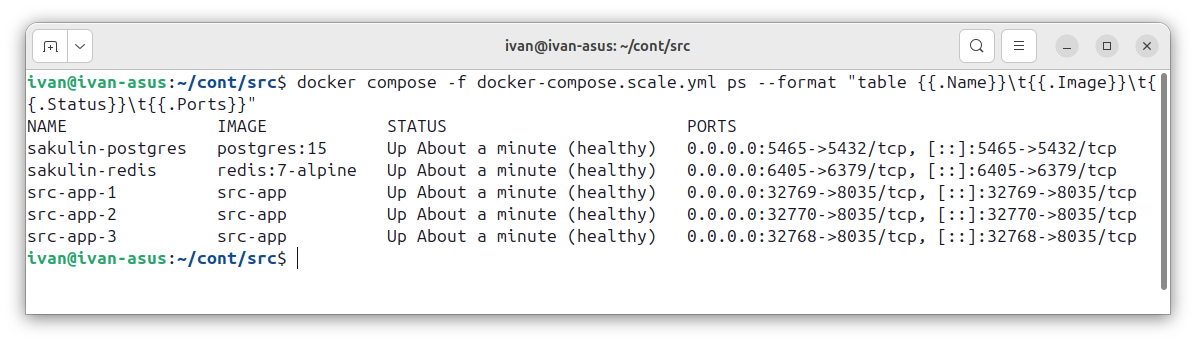 ivan@ivan-asus: ~/cont/src
ivan@ivan-asus:~/cont/src$ docker compose -f docker-compose.scale.yml ps --format "table {{.Name}}\t{{.Image}}\t{
{.Status}}\t{{.Ports}}"
NAME IMAGE STATUS PORTS
sakulin-postgres postgres:15 Up About a minute (healthy) 0.0.0.0:5465->5432/tcp, [::]:5465->5432/tcp
sakulin-redis redis:7-alpine Up About a minute (healthy) 0.0.0.0:6405->6379/tcp, [::]:6405->6379/tcp
src-app-1 src-app Up About a minute (healthy) 0.0.0.0:32769->8035/tcp, [::]:32769->8035/tcp
src-app-2 src-app Up About a minute (healthy) 0.0.0.0:32770->8035/tcp, [::]:32770->8035/tcp
src-app-3 src-app Up About a minute (healthy) 0.0.0.0:32768->8035/tcp, [::]:32768->8035/tcp
ivan@ivan-asus:~/cont/src$